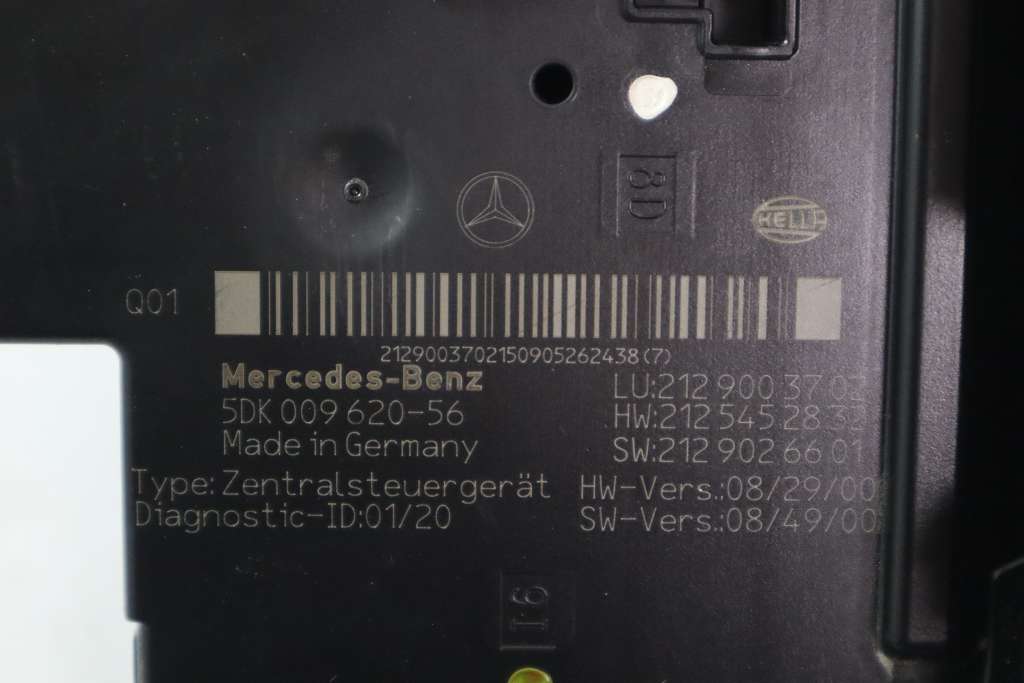 8D
HELLA
Q01
2129003702150905262438(7)
Mercedes-Benz
5DK 009 620-56
Made in Germany
LU:212 900 37 02
HW:212 545 28 32
SW:212 902 66 01
Type: Zentralsteuergerät
Diagnostic-ID:01/20
HW-Vers.:08/29/00
SW-Vers.:08/49/00